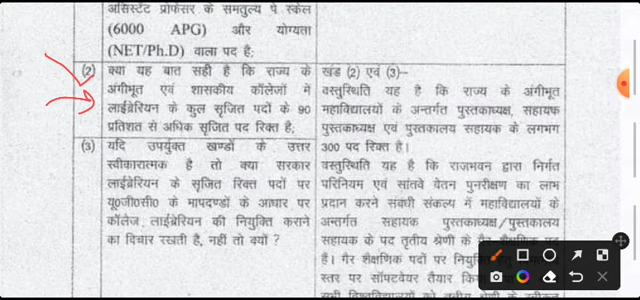 असिस्टेंट प्रोफेसर के समतुल्य पे स्केल
(6000 APG) और योग्यता
(NET/Ph.D) वाला पद है;
(2) क्या यह बात सही है कि राज्य के
अंगीभूत एवं शासकीय कॉलेजों में
लाईब्रेरियन के कुल सृजित पदों के 90
प्रतिशत से अधिक सृजित पद रिक्त है;
(3) यदि उपर्युक्त खण्डों के उत्तर
स्वीकारात्मक है तो क्या सरकार
लाईब्रेरियन के सृजित रिक्त पदों पर
यू०जी०सी० के मापदण्डों के आधार पर
कॉलेज लाईब्रेरियन की नियुक्ति कराने
का विचार रखती है, नहीं तो क्यों ?
खंड (2) एवं (3)–
वस्तुस्थिति यह है कि राज्य के अंगीभूत
महाविद्यालयों के अन्तर्गत पुस्तकाध्यक्ष, सहायक
पुस्तकाध्यक्ष एवं पुस्तकालय सहायक के लगभग
300 पद रिक्त है।
वस्तुस्थिति यह है कि राजभवन द्वारा निर्गत
परिनियम एवं सांतवे वेतन पुनरीक्षण का लाभ
प्रदान करने संबंधी संकल्प में महाविद्यालयों के
अन्तर्गत सहायक पुस्तकाध्यक्ष/पुस्तकालय
सहायक के पद तृतीय श्रेणी के गैर शैक्षणिक पद
हैं। गैर शैक्षणिक पदों पर नियुक्ति
स्तर पर सॉफ्टवेयर तैयार